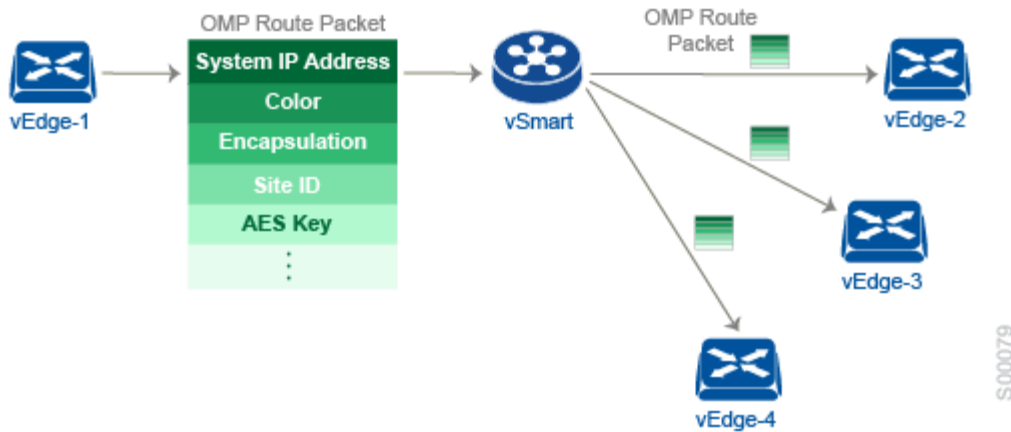 OMP Route Packet
System IP Address
Color
Encapsulation
Site ID
AES Key
vEdge-1
vSmart
OMP Route
Packet
vEdge-2
vEdge-3
vEdge-4
S00079